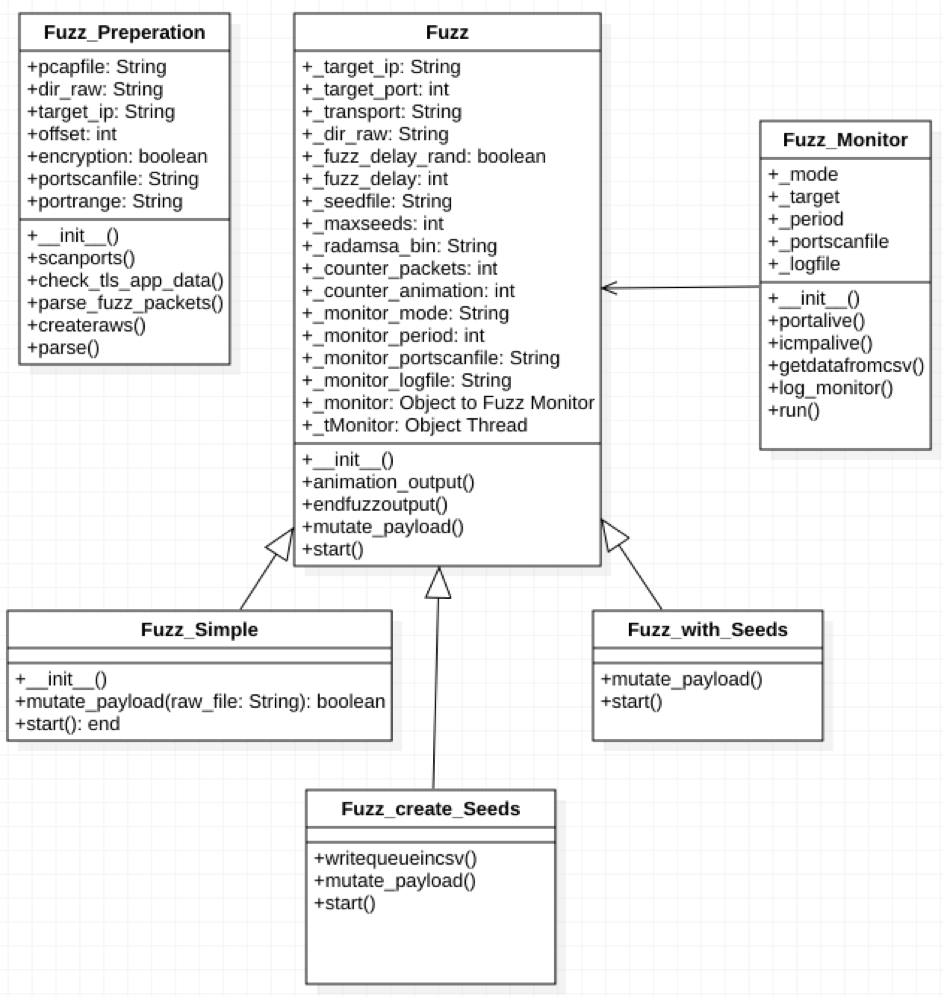 Fuzz_Preperation
+pcapfile: String
+dir_raw: String
+target_ip: String
+offset: int
+encryption: boolean
+portscanfile: String
+portrange: String
+__init__()
+scanports()
+check_tls_app_data()
+parse_fuzz_packets()
+createraws()
+parse()
Fuzz
+_target_ip: String
+_target_port: int
+_transport: String
+_dir_raw: String
+_fuzz_delay_rand: boolean
+_fuzz_delay: int
+_seedfile: String
+_maxseeds: int
+_radamsa_bin: String
+_counter_packets: int
+_counter_animation: int
+_monitor_mode: String
+_monitor_period: int
+_monitor_portscanfile: String
+_monitor_logfile: String
+_monitor: Object to Fuzz Monitor
+_tMonitor: Object Thread
+__init__()
+animation_output()
+endfuzzoutput()
+mutate_payload()
+start()
Fuzz_Monitor
+_mode
+_target
+_period
+_portscanfile
+_logfile
+__init__()
+portalive()
+icmpalive()
+getdatafromcsv()
+log_monitor()
+run()
Fuzz_Simple
+__init__()
+mutate_payload(raw_file: String): boolean
+start(): end
Fuzz_with_Seeds
+mutate_payload()
+start()
Fuzz_create_Seeds
+writequeueincsv()
+mutate_payload()
+start()